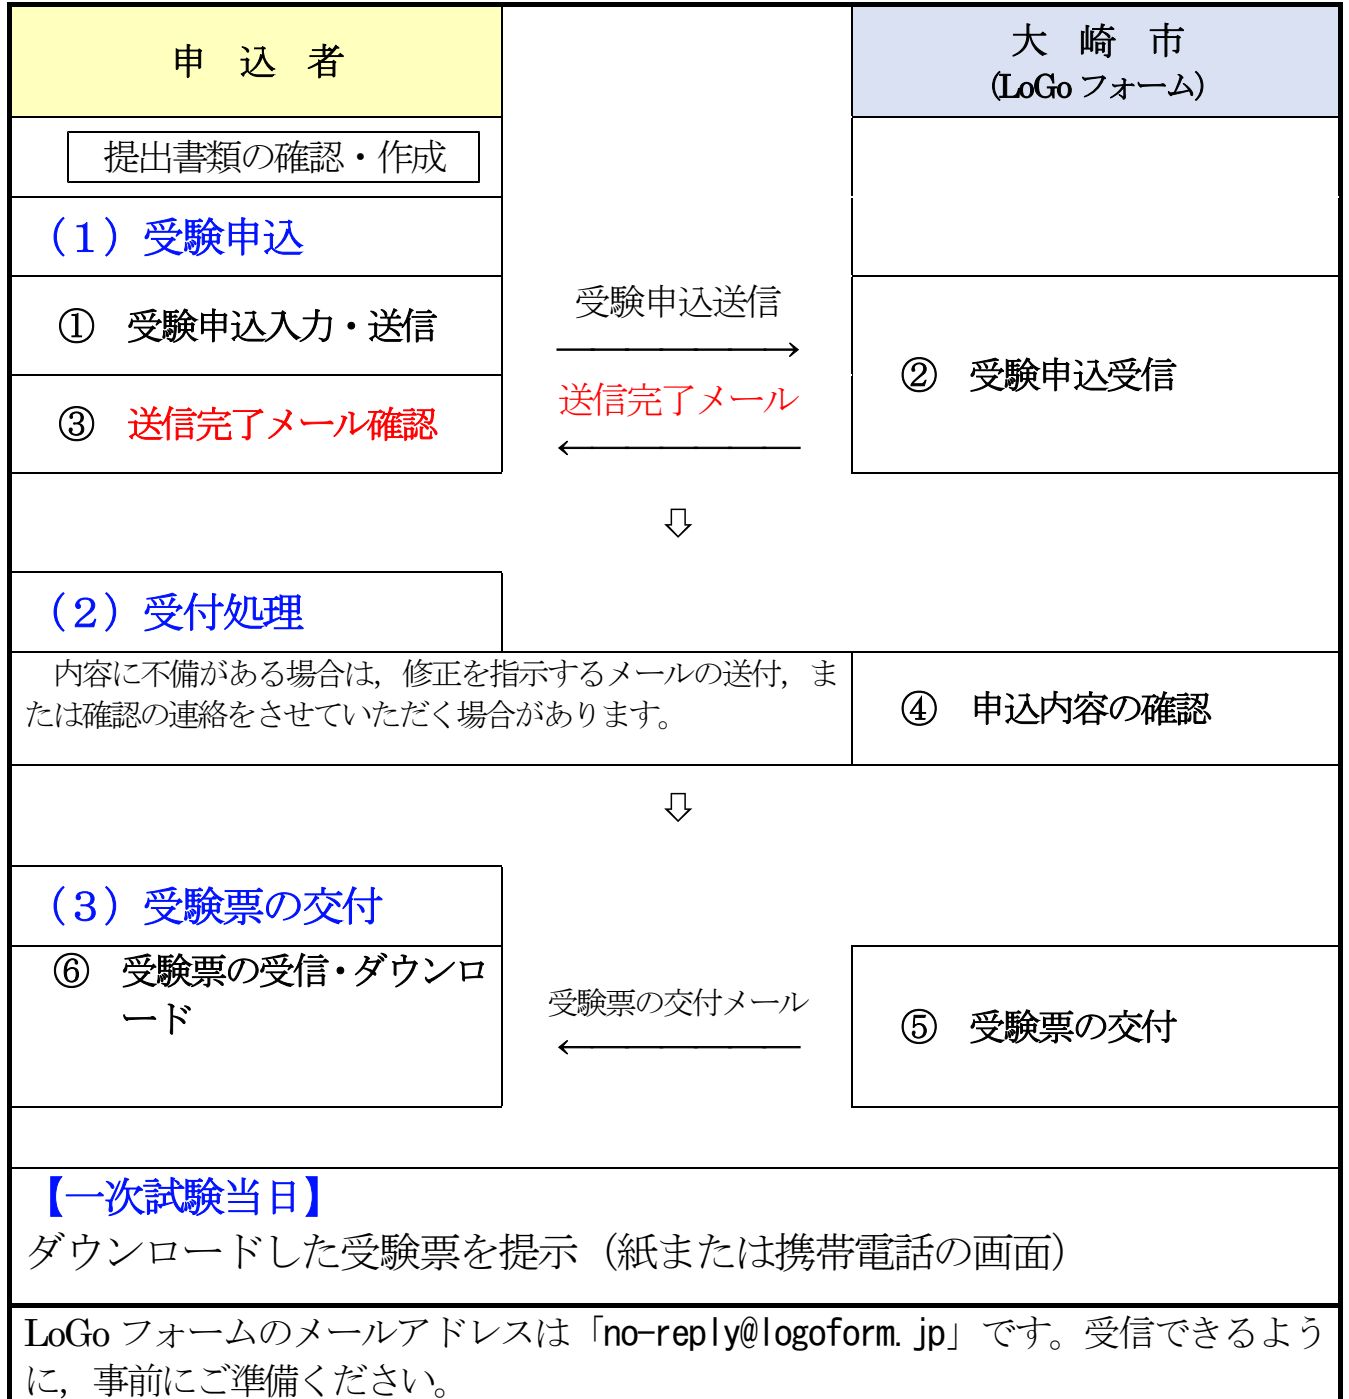 申　込　者
大　崎　市
(LoGo フォーム)
提出書類の確認・作成
（１）受験申込
①　受験申込入力・送信
受験申込送信
②　受験申込受信
③　送信完了メール確認
送信完了メール
（２）受付処理
内容に不備がある場合は，修正を指示するメールの送付，ま
たは確認の連絡をさせていただく場合があります。
④　申込内容の確認
（３）受験票の交付
⑥　受験票の受信・ダウンロ
ード
受験票の交付メール
⑤　受験票の交付
【一次試験当日】
ダウンロードした受験票を提示（紙または携帯電話の画面）
LoGo フォームのメールアドレスは「no-reply@logoform.jp」です。受信できるよう
に，事前にご準備ください。